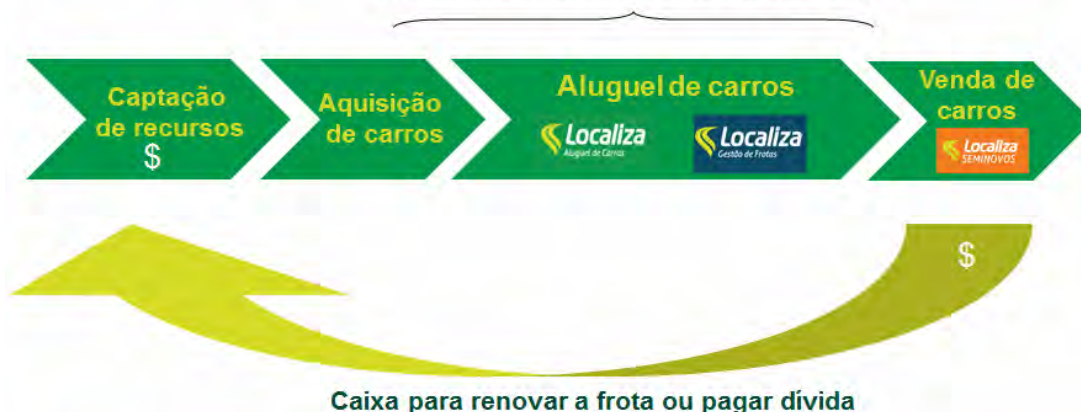 Captação
de recursos
$
Aquisição
de carros
Aluguel de carros
Localiza
Aluguel de Carros
Localiza
Gestão de Frotas
Venda de
carros
Localiza
SEMINOVOS
$
Caixa para renovar a frota ou pagar dívida